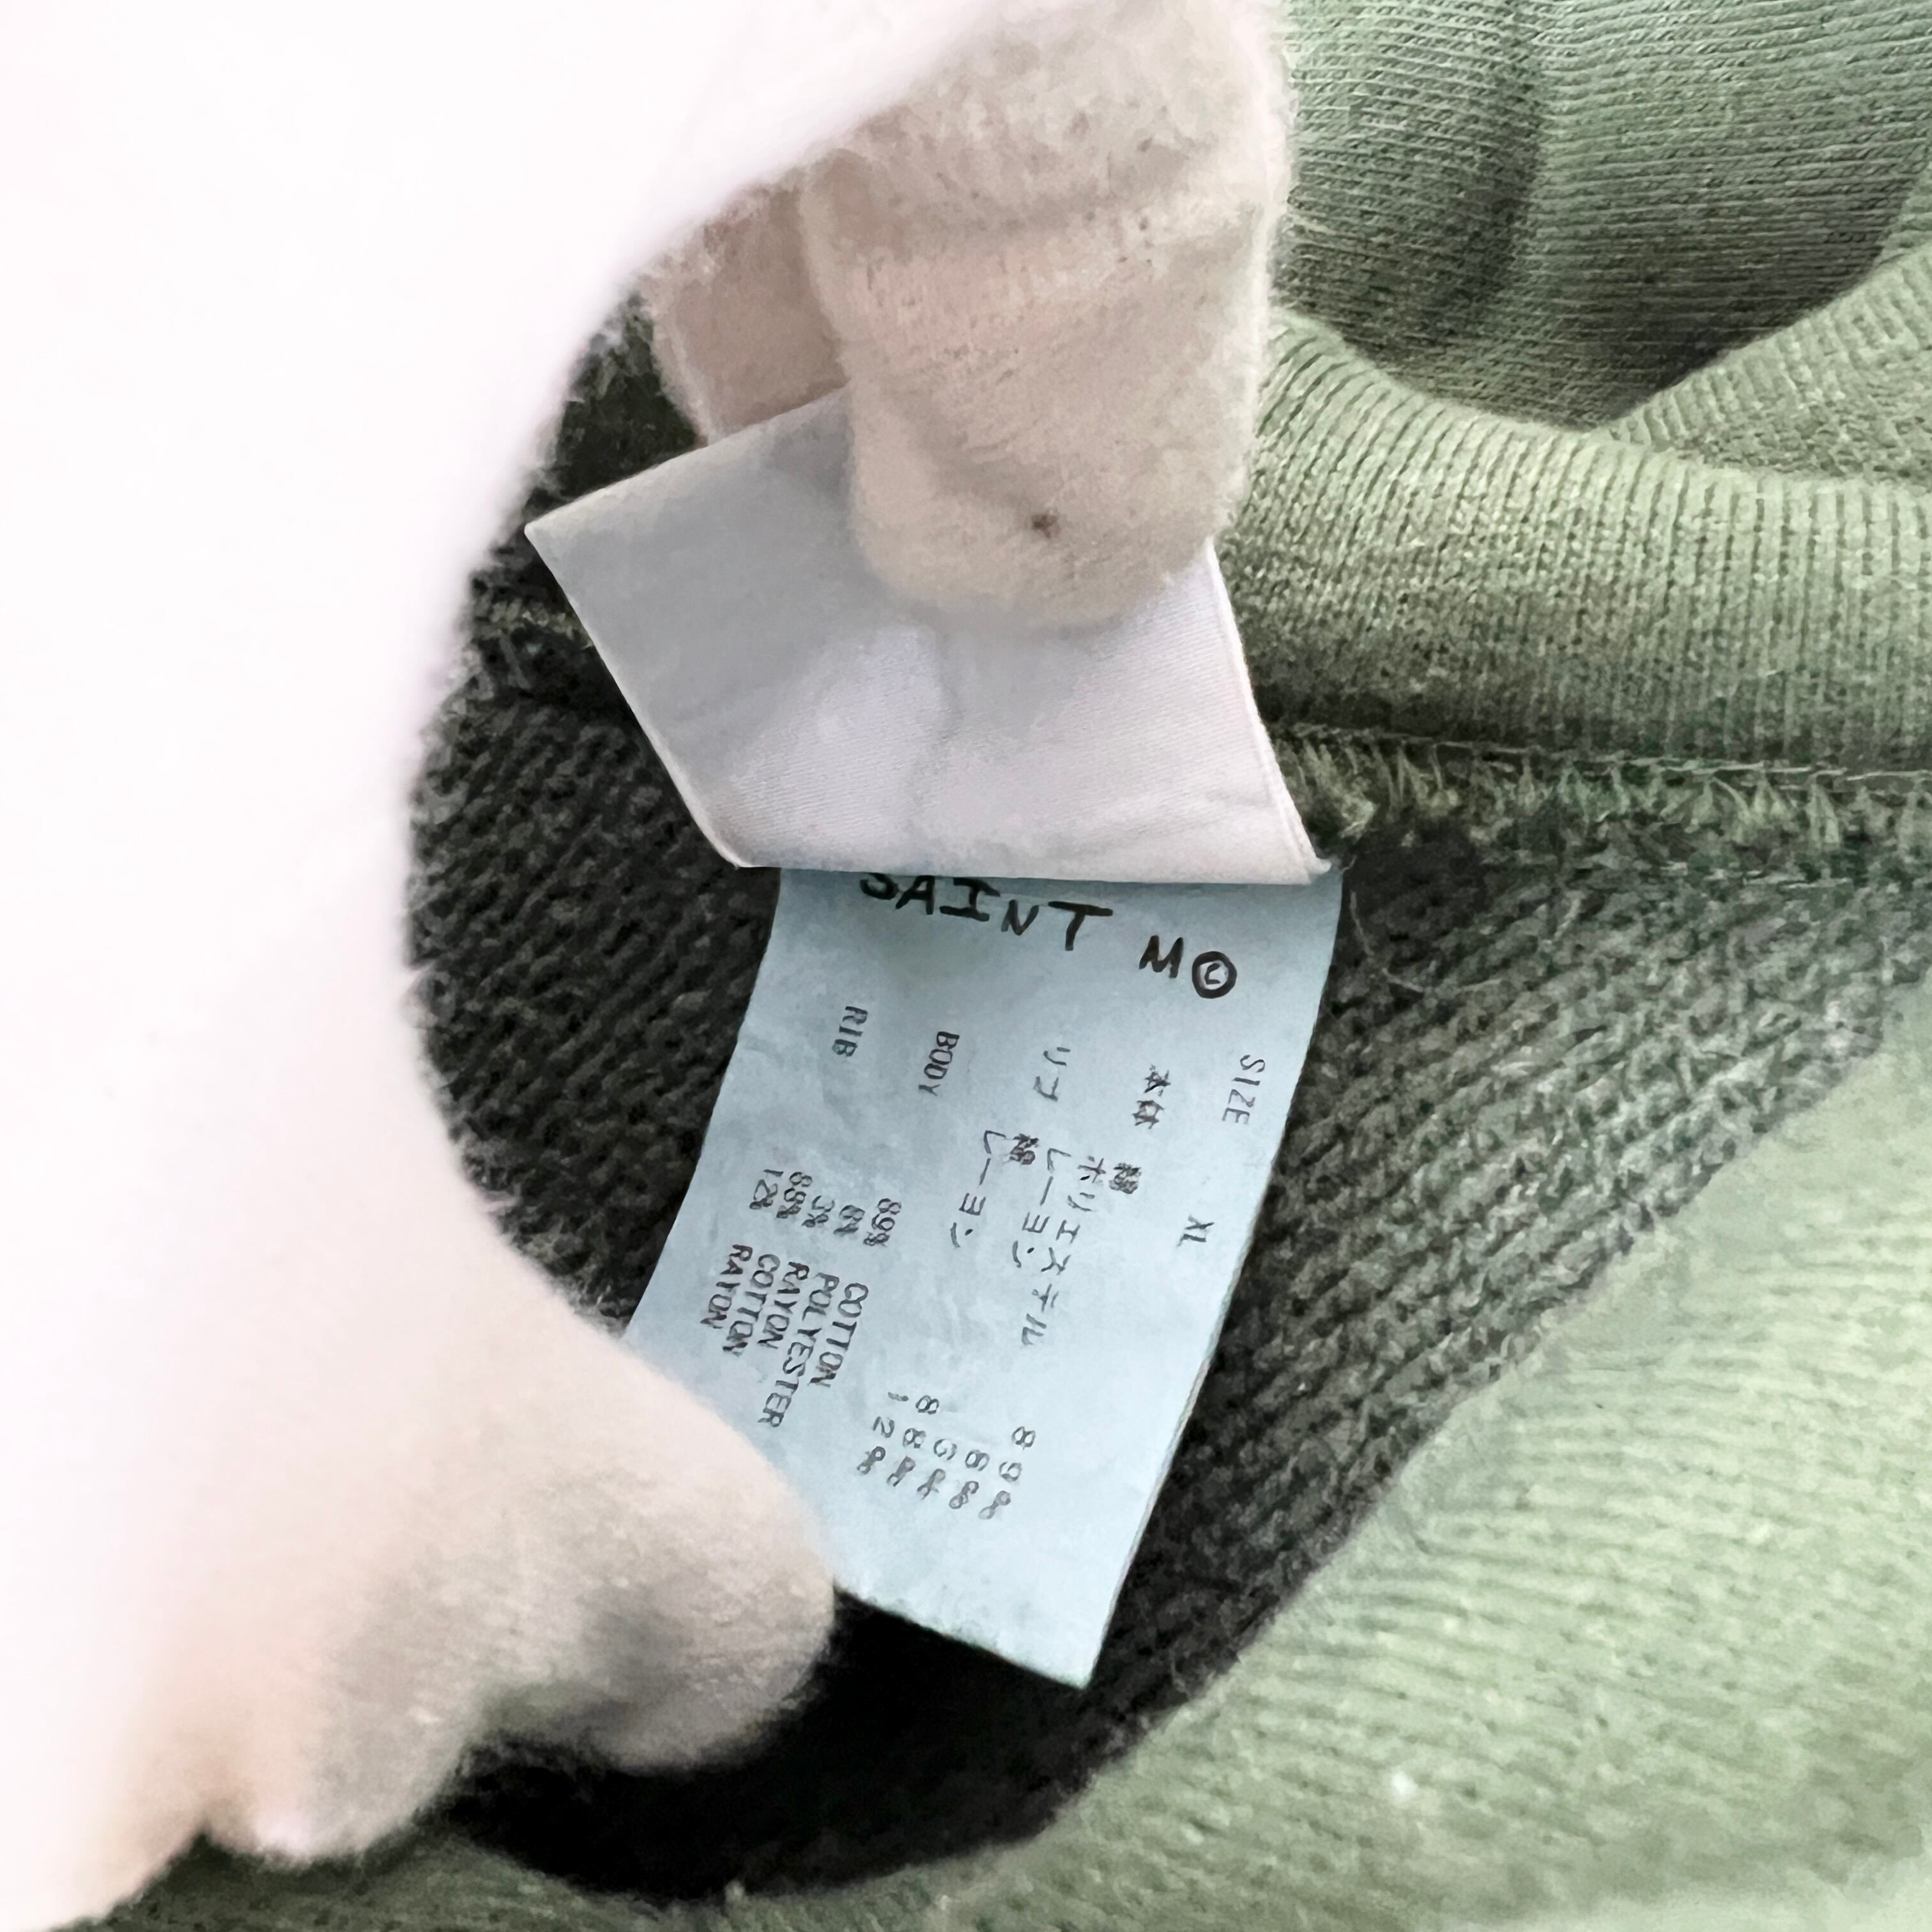 SAINT M©
SIZE XL
本体 綿 89%
ポリエステル 8%
レーヨン 3%
リブ 綿 88%
レーヨン 12%
BODY 89% COTTON
8% POLYESTER
3% RAYON
RIB 88% COTTON
12% RAYON